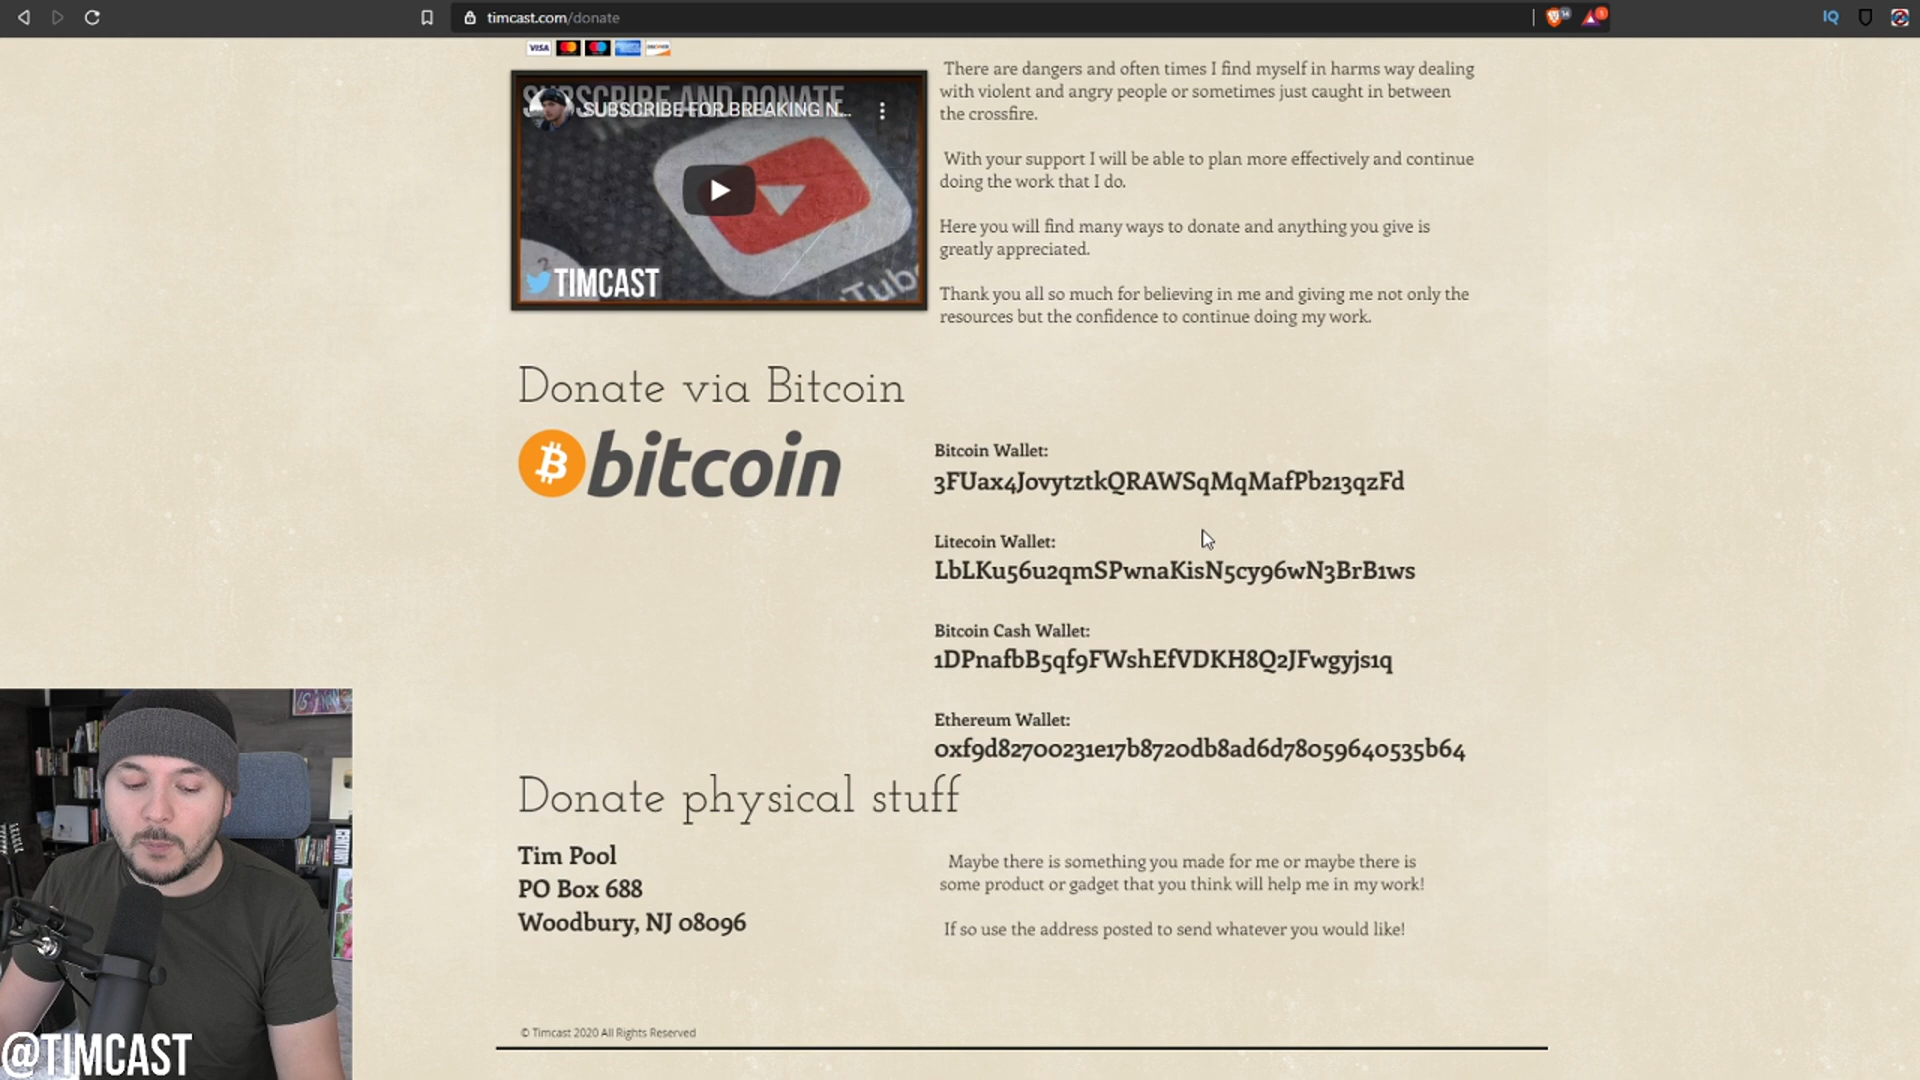 timcast.com/donate
VISA
There are dangers and often times I find myself in harms way dealing
with violent and angry people or sometimes just caught in between
the crossfire.
With your support I will be able to plan more effectively and continue
doing the work that I do.
Here you will find many ways to donate and anything you give is
greatly appreciated.
Thank you all so much for believing in me and giving me not only the
resources but the confidence to continue doing my work.
SUBSCRIBE AND DONATE
SUBSCRIBE FOR BREAKING N...
TIMCAST
Donate via Bitcoin
bitcoin
Bitcoin Wallet:
3FUax4JovytztkQRAWSqMqMafPb213qzFd
Litecoin Wallet:
LbLKu56u2qmSPwnaKisN5cy96wN3BrB1ws
Bitcoin Cash Wallet:
1DPnafbB5qf9FWshEfVDKH8Q2JFwgyjs1q
Ethereum Wallet:
0xf9d82700231e17b8720db8ad6d78059640535b64
Donate physical stuff
Tim Pool
PO Box 688
Woodbury, NJ 08096
Maybe there is something you made for me or maybe there is
some product or gadget that you think will help me in my work!
If so use the address posted to send whatever you would like!
© Timcast 2020 All Rights Reserved
@TIMCAST